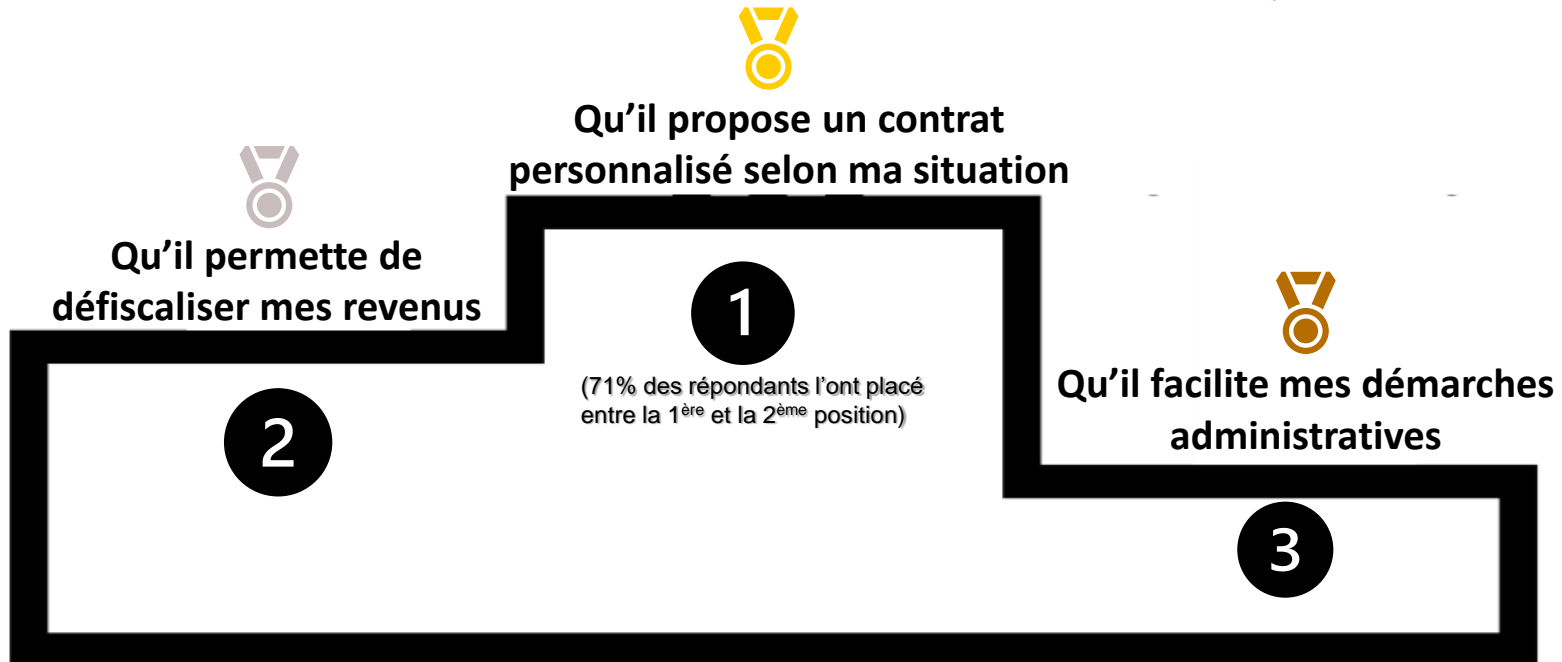 Qu’il propose un contrat
personnalisé selon ma situation
Qu’il permette de
défiscaliser mes revenus
1
(71% des répondants l’ont placé
entre la 1ère et la 2ème position)
Qu’il facilite mes démarches
administratives
2
3